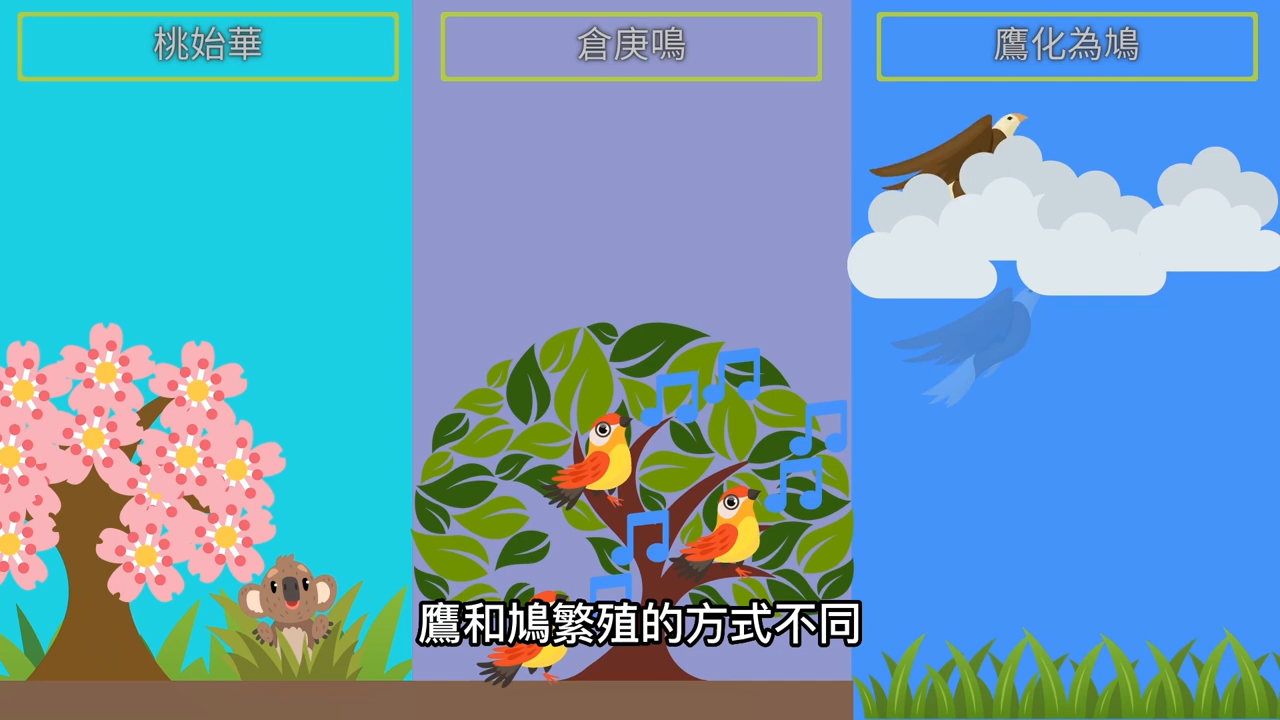 桃始華
倉庚鳴
鷹化為鳩
鷹和鳩繁殖的方式不同